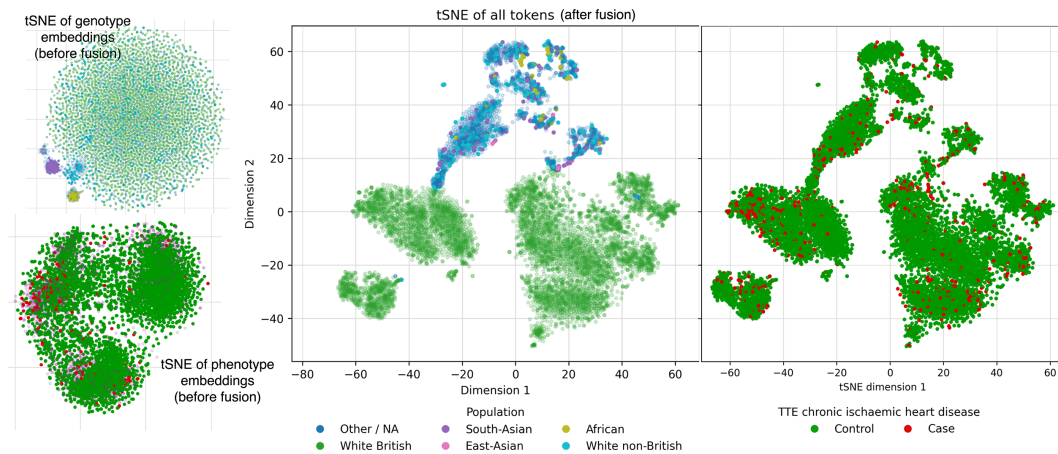 tSNE of genotype
embeddings
(before fusion)
tSNE of phenotype
embeddings
(before fusion)
tSNE of all tokens (after fusion)
Dimension 2
60
40
20
0
−20
−40
−60 −40 −20 0 20 40 60
Dimension 1
Population
Other / NA South-Asian African
White British East-Asian White non-British
−60 −40 −20 0 20 40 60
tSNE dimension 1
TTE chronic ischaemic heart disease
Control Case